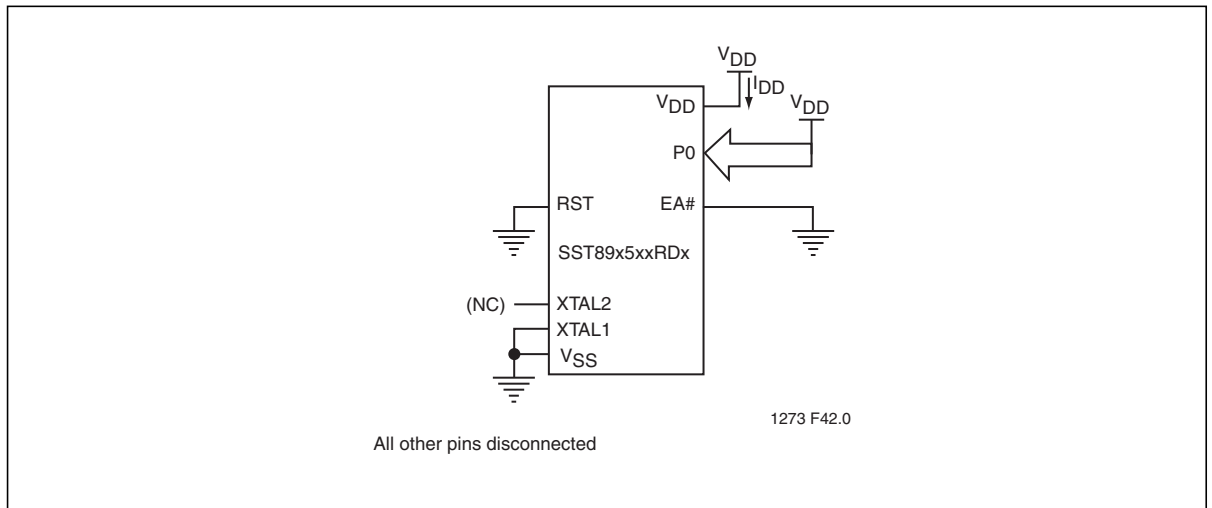 VDD
IDD
VDD
VDD
P0
RST
EA#
SST89x5xxRDx
(NC)
XTAL2
XTAL1
VSS
1273 F42.0
All other pins disconnected